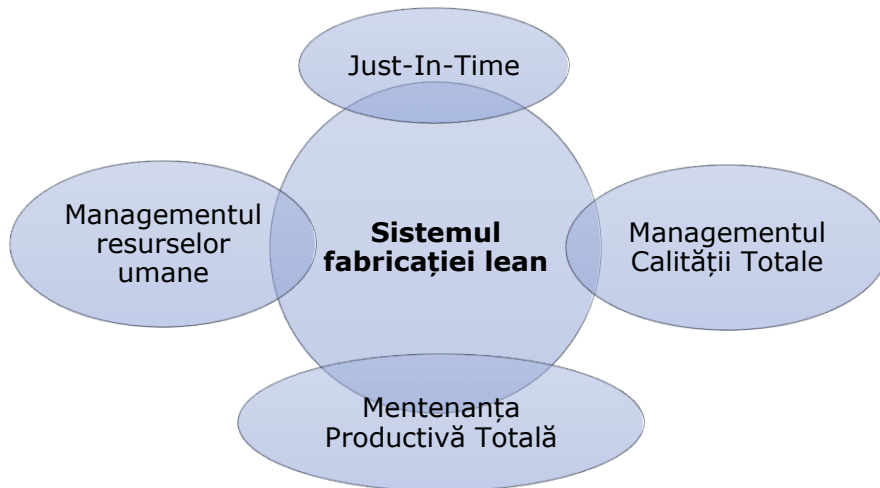 Just-In-Time
Managementul
resurselor
umane
Sistemul
fabricației lean
Managementul
Calității Totale
Mentenanța
Productivă Totală